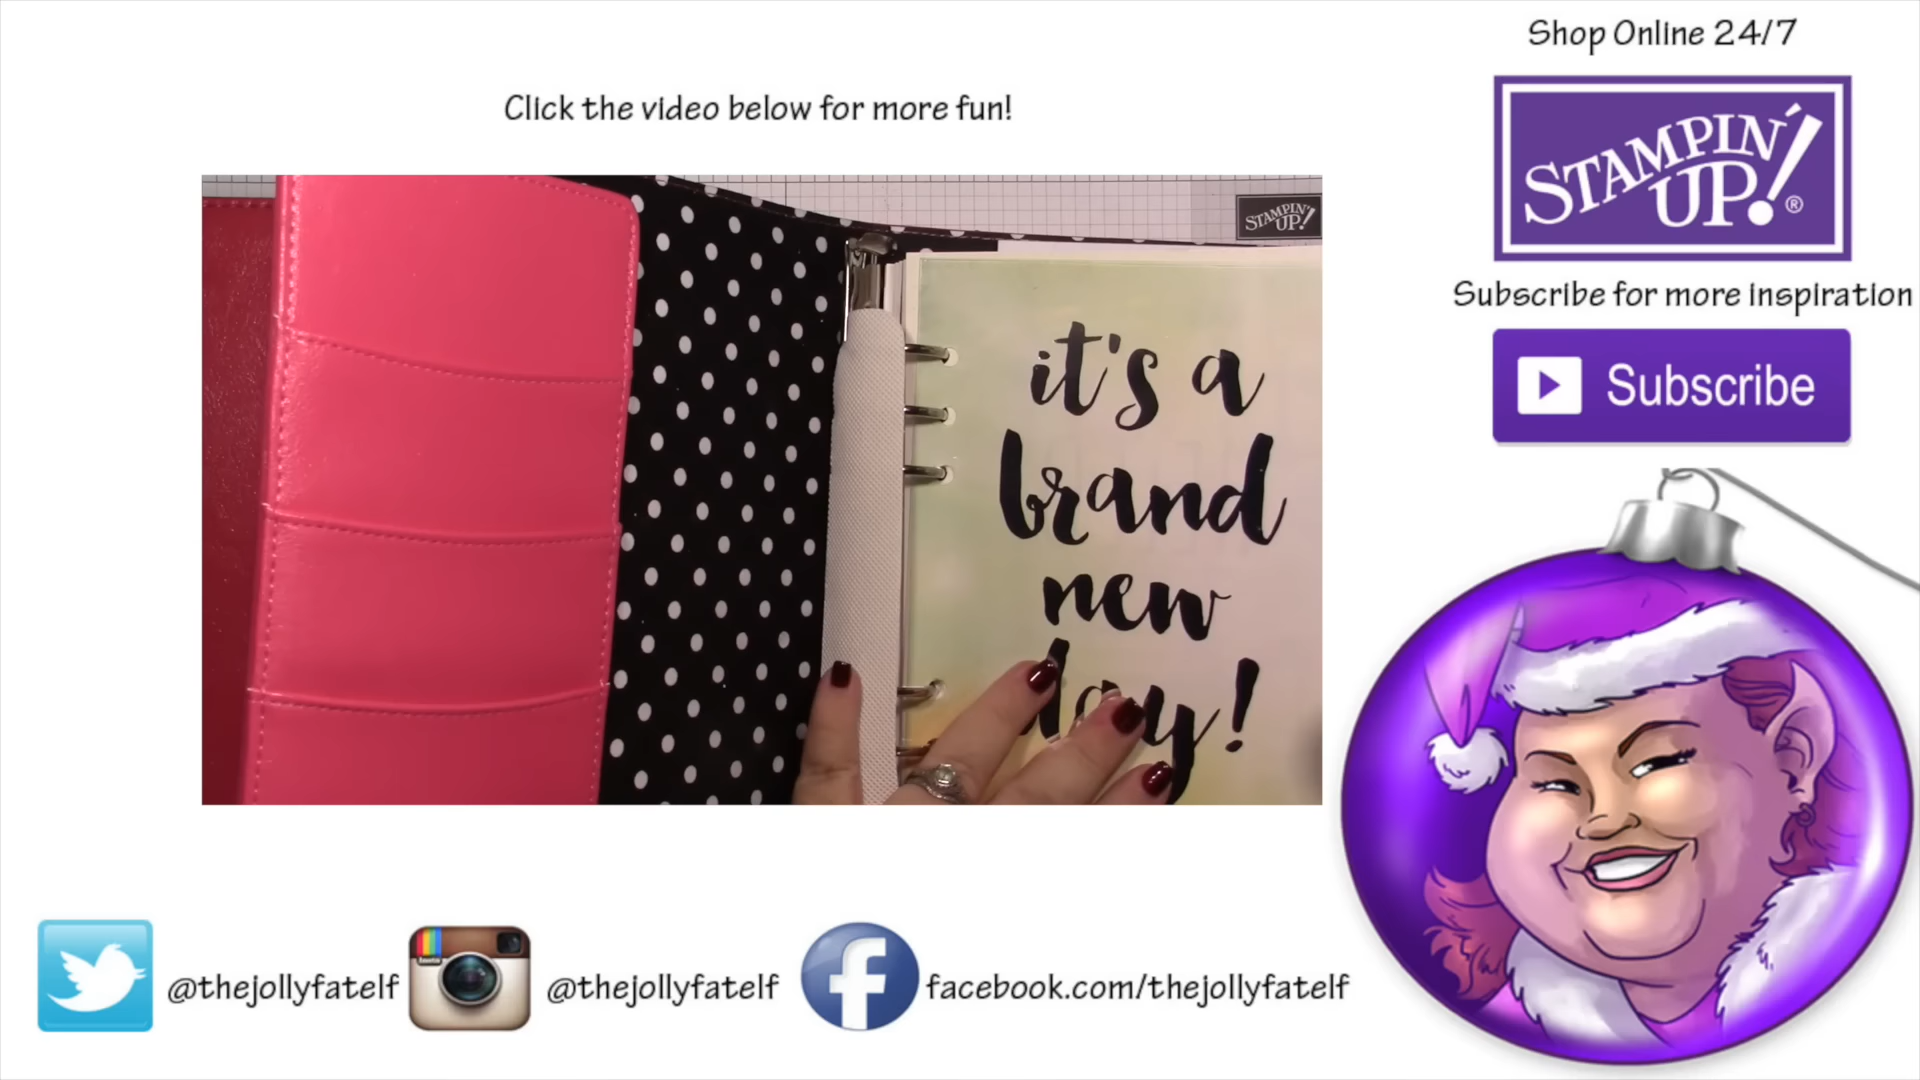 Shop Online 24/7
STAMPIN' UP!®
Click the video below for more fun!
Subscribe for more inspiration
Subscribe
STAMPIN' UP!
it's a
brand
new
day!
@thejollyfatelf
@thejollyfatelf
facebook.com/thejollyfatelf